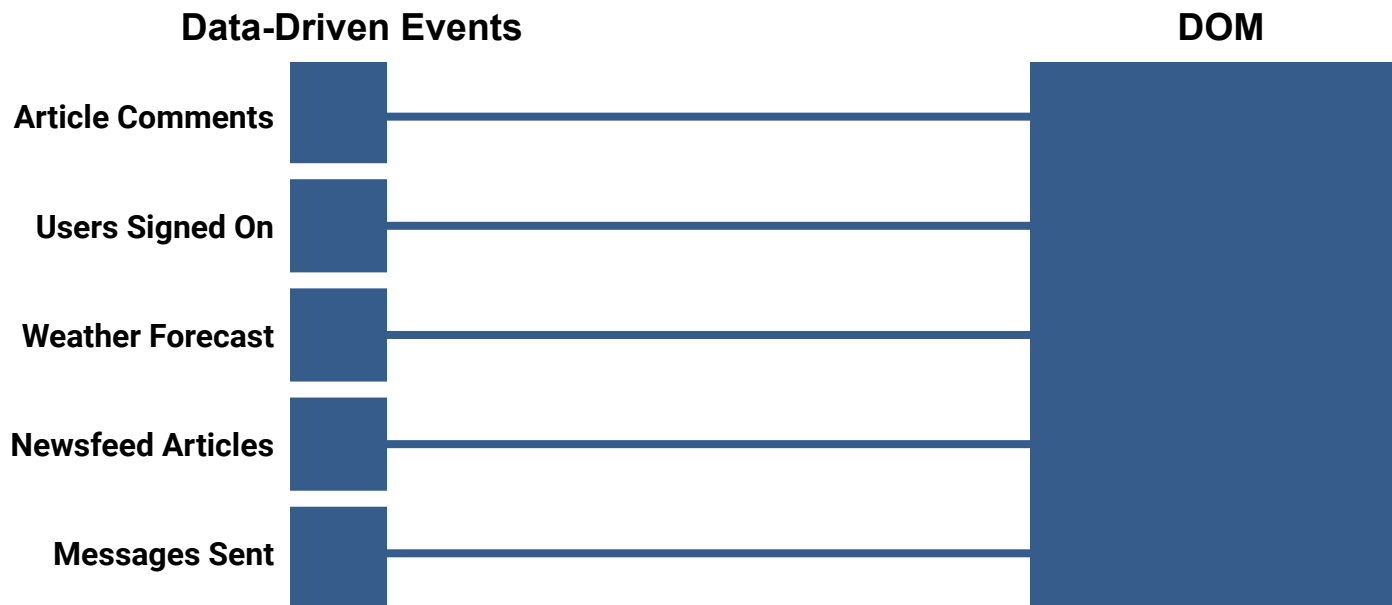 Data-Driven Events
DOM
Article Comments
Users Signed On
Weather Forecast
Newsfeed Articles
Messages Sent